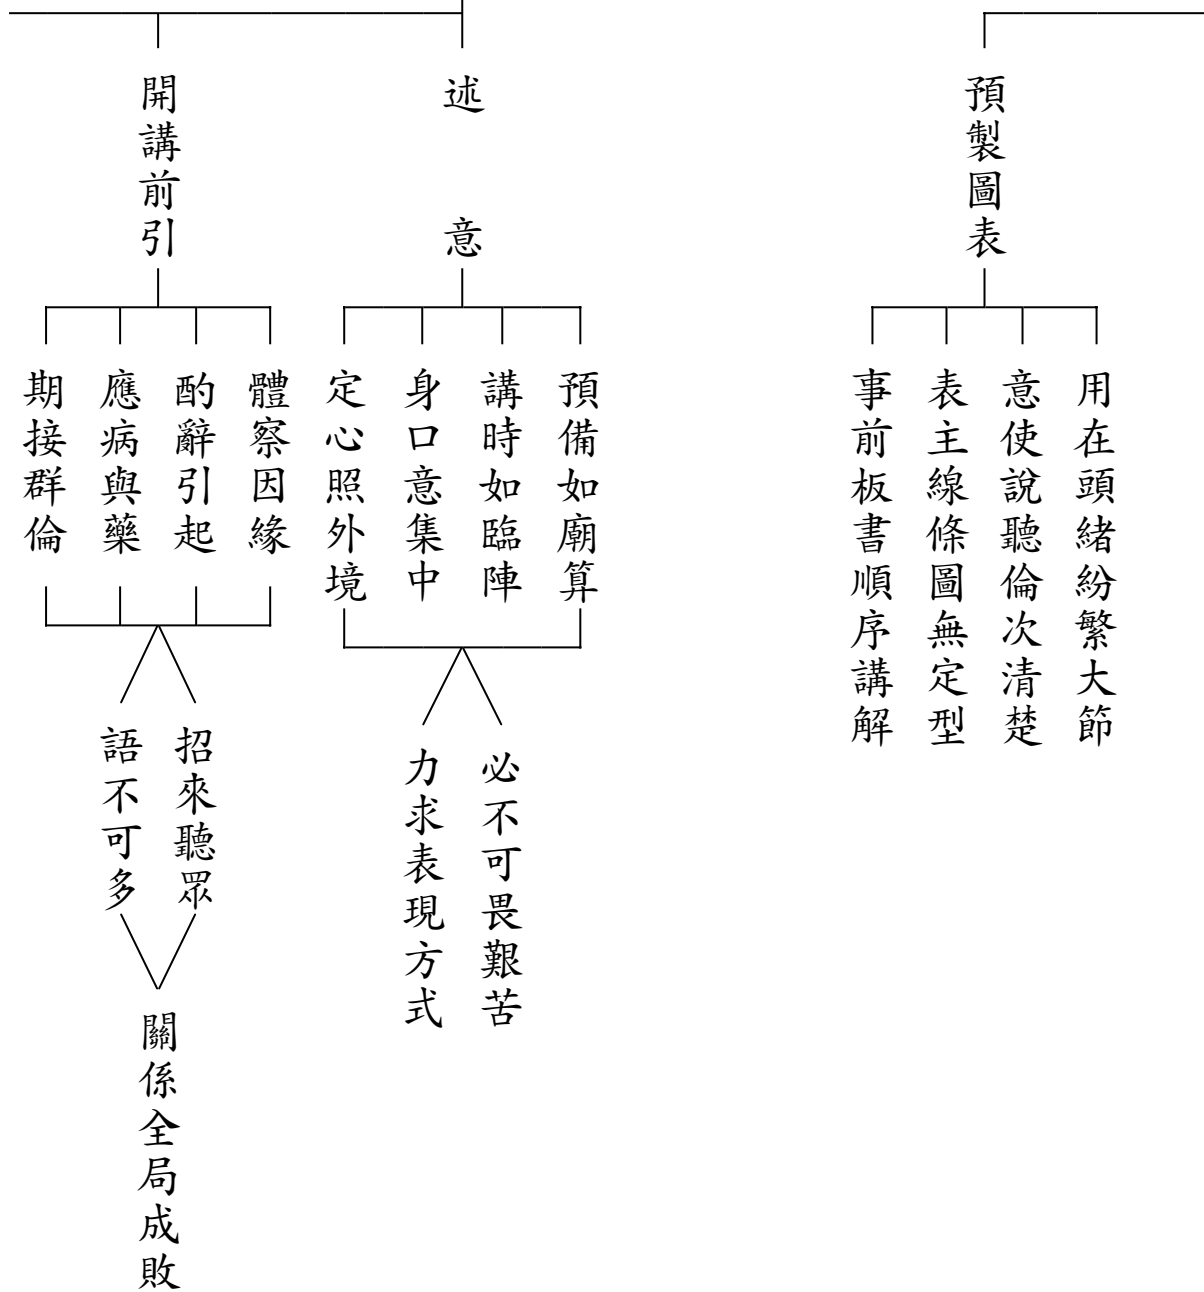 預製圖表
用在頭緒紛繁大節
意使說聽倫次清楚
表主線條圖無定型
事前板書順序講解
述意
預備如廟算
講時如臨陣
身口意集中
定心照外境
必不可畏艱苦
力求表現方式
開講前引
體察因緣
酌辭引起
應病與藥
期接群倫
招來聽眾
語不可多
關係全局成敗